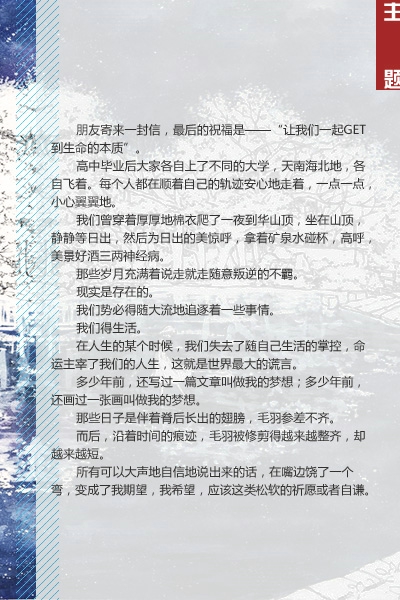 主
题
朋友寄来一封信，最后的祝福是——“让我们一起GET
到生命的本质”。
高中毕业后大家各自上了不同的大学，天南海北地，各
自飞着。每个人都在顺着自己的轨迹安心地走着，一点一点，
小心翼翼地。
我们曾穿着厚厚地棉衣爬了一夜到华山顶，坐在山顶，
静静等日出，然后为日出的美惊呼，拿着矿泉水碰杯，高呼，
美景好酒三两神经病。
那些岁月充满着说走就走随意叛逆的不羁。
现实是存在的。
我们势必得随大流地追逐着一些事情。
我们得生活。
在人生的某个时候，我们失去了随自己生活的掌控，命
运主宰了我们的人生，这就是世界最大的谎言。
多少年前，还写过一篇文章叫做我的梦想；多少年前，
还画过一张画叫做我的梦想。
那些日子是伴着脊后长出的翅膀，毛羽参差不齐。
而后，沿着时间的痕迹，毛羽被修剪得越来越整齐，却
越来越短。
所有可以大声地自信地说出来的话，在嘴边饶了一个
弯，变成了我期望，我希望，应该这类松软的祈愿或者自谦。